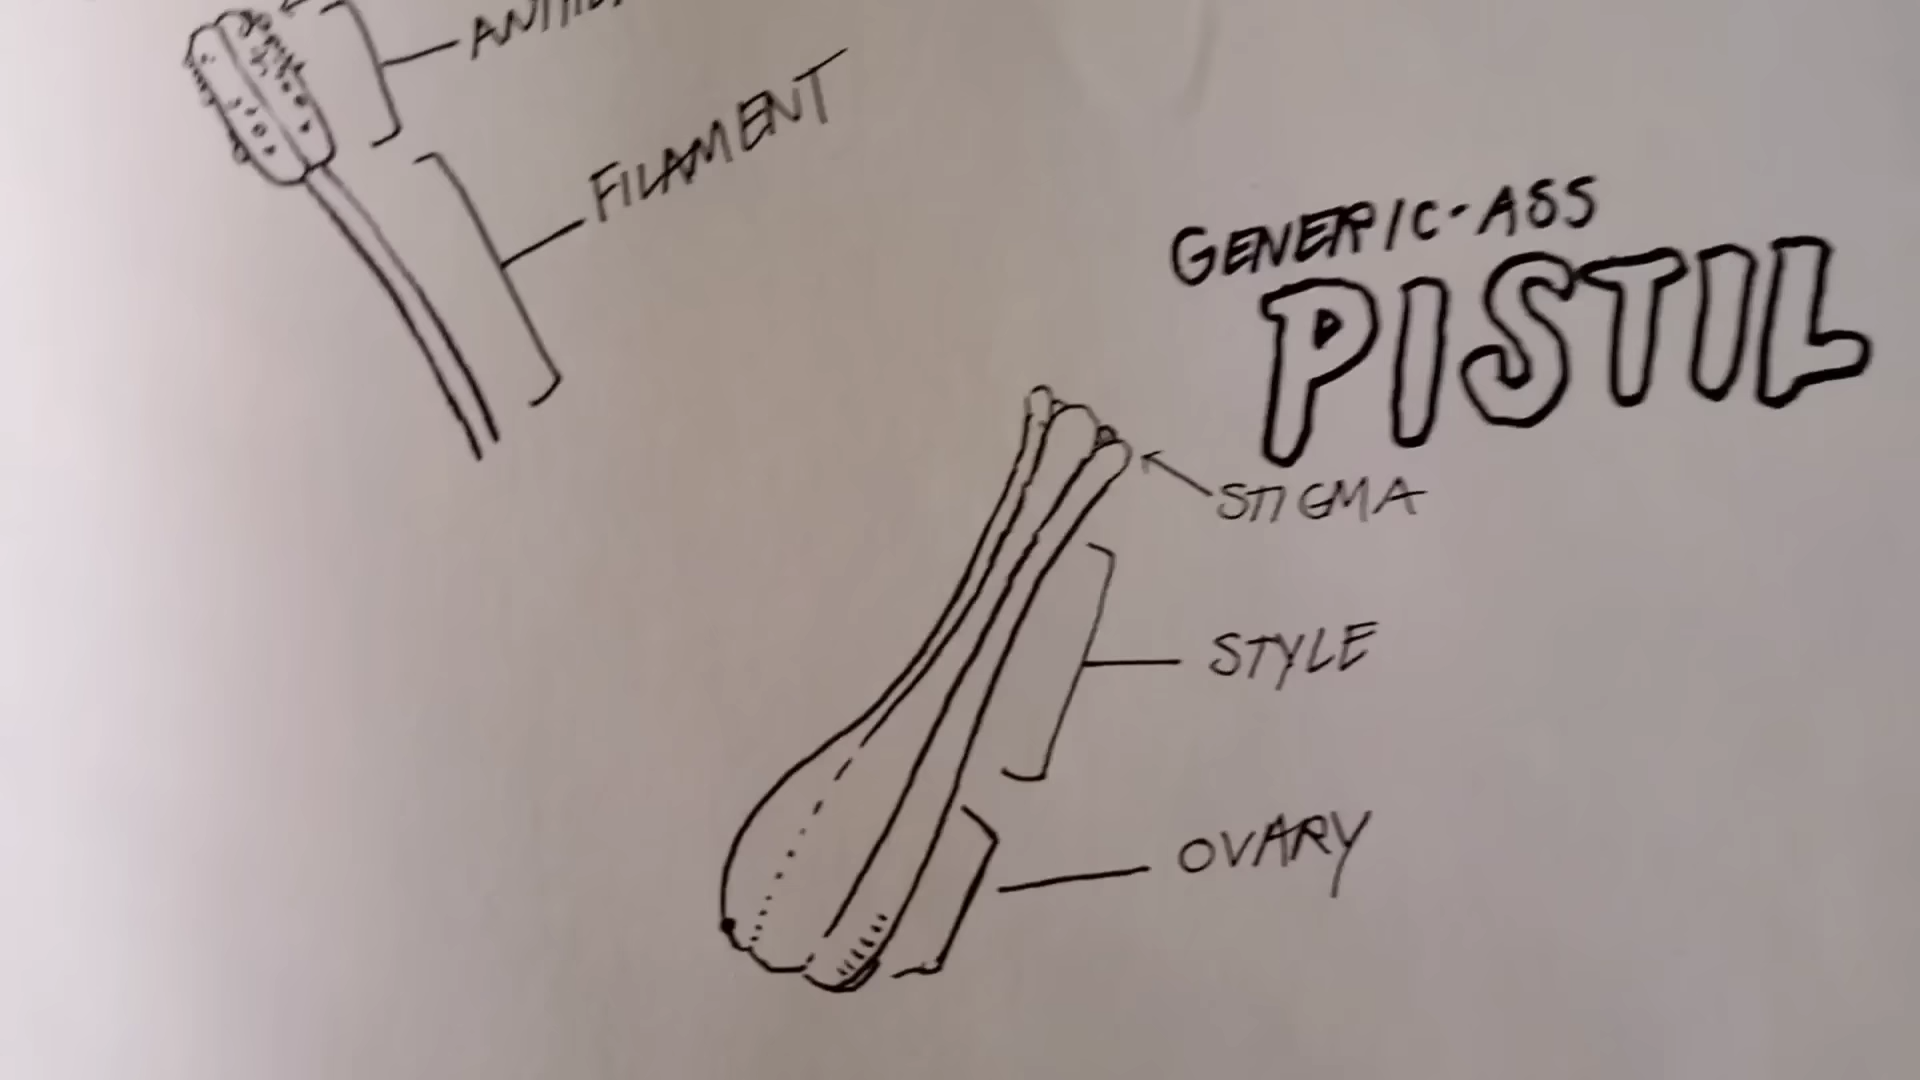 FILAMENT
GENERIC-ASS
PISTIL
STIGMA
STYLE
OVARY